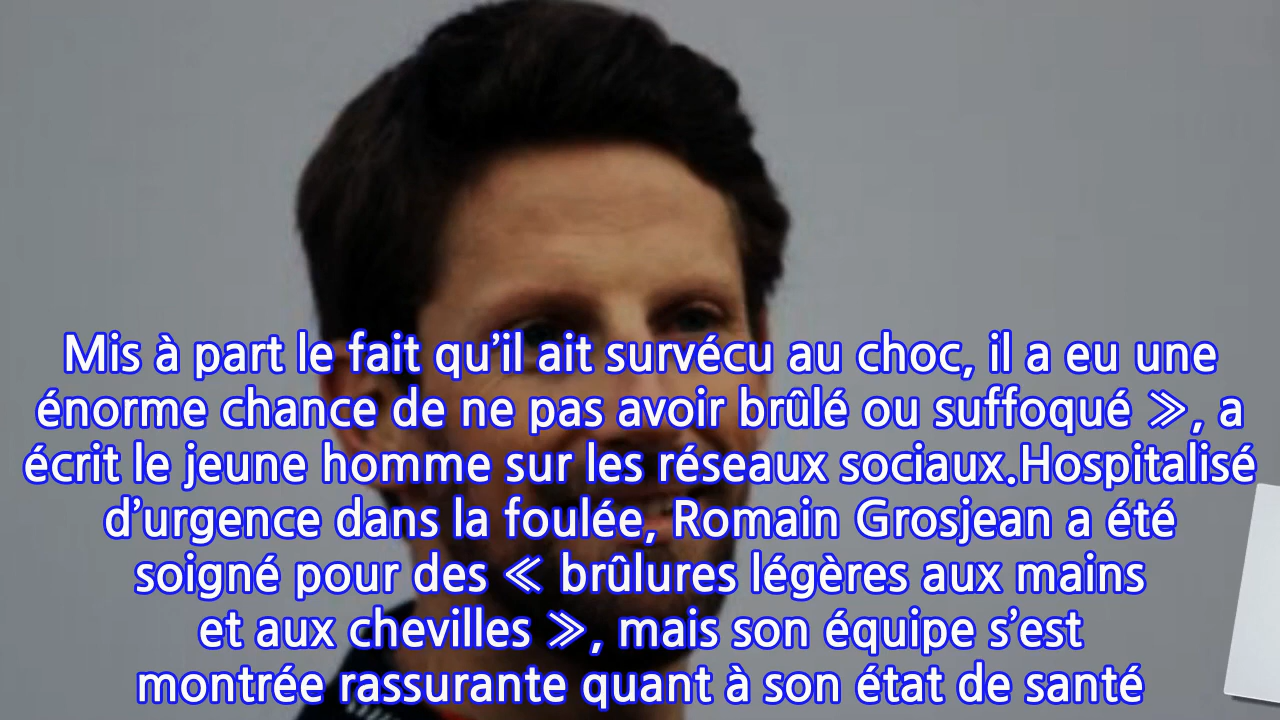 Mis à part le fait qu’il ait survécu au choc, il a eu une
énorme chance de ne pas avoir brûlé ou suffoqué ≫, a
écrit le jeune homme sur les réseaux sociaux.Hospitalisé
d’urgence dans la foulée, Romain Grosjean a été
soigné pour des ≪ brûlures légères aux mains
et aux chevilles ≫, mais son équipe s’est
montrée rassurante quant à son état de santé